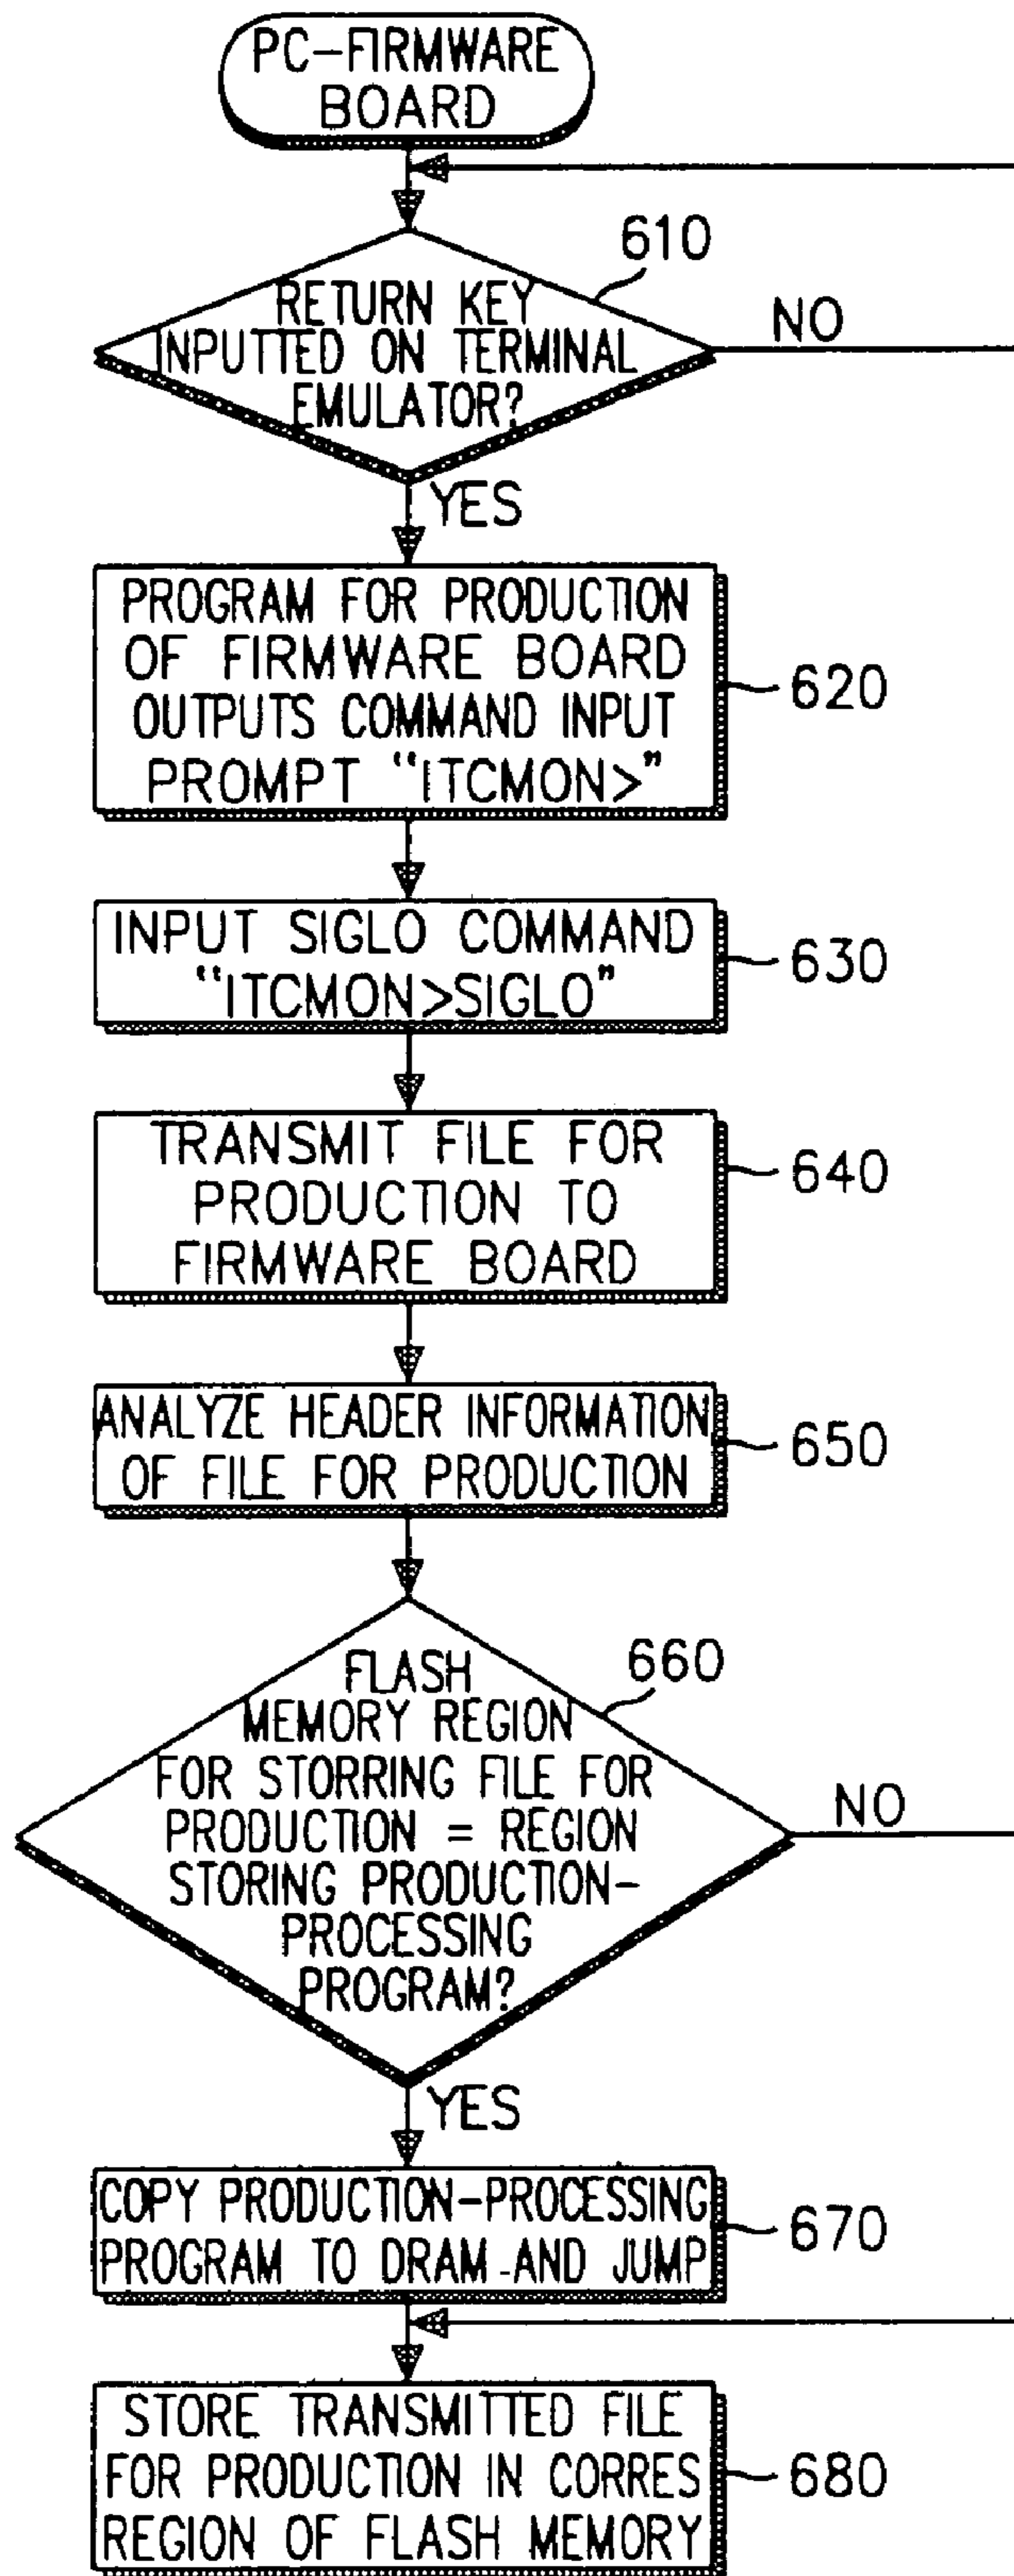 PC-FIRMWARE
BOARD
610
RETURN KEY
INPUTTED ON TERMINAL
EMULATOR?
NO
YES
PROGRAM FOR PRODUCTION
OF FIRMWARE BOARD
OUTPUTS COMMAND INPUT
PROMPT "ITCMON>"
620
INPUT SIGLO COMMAND
"ITCMON>SIGLO"
630
TRANSMIT FILE FOR
PRODUCTION TO
FIRMWARE BOARD
640
ANALYZE HEADER INFORMATION
OF FILE FOR PRODUCTION
650
660
FLASH
MEMORY REGION
FOR STORRING FILE FOR
PRODUCTION = REGION
STORING PRODUCTION-
PROCESSING
PROGRAM?
NO
YES
COPY PRODUCTION-PROCESSING
PROGRAM TO DRAM AND JUMP
670
STORE TRANSMITTED FILE
FOR PRODUCTION IN CORRES
REGION OF FLASH MEMORY
680